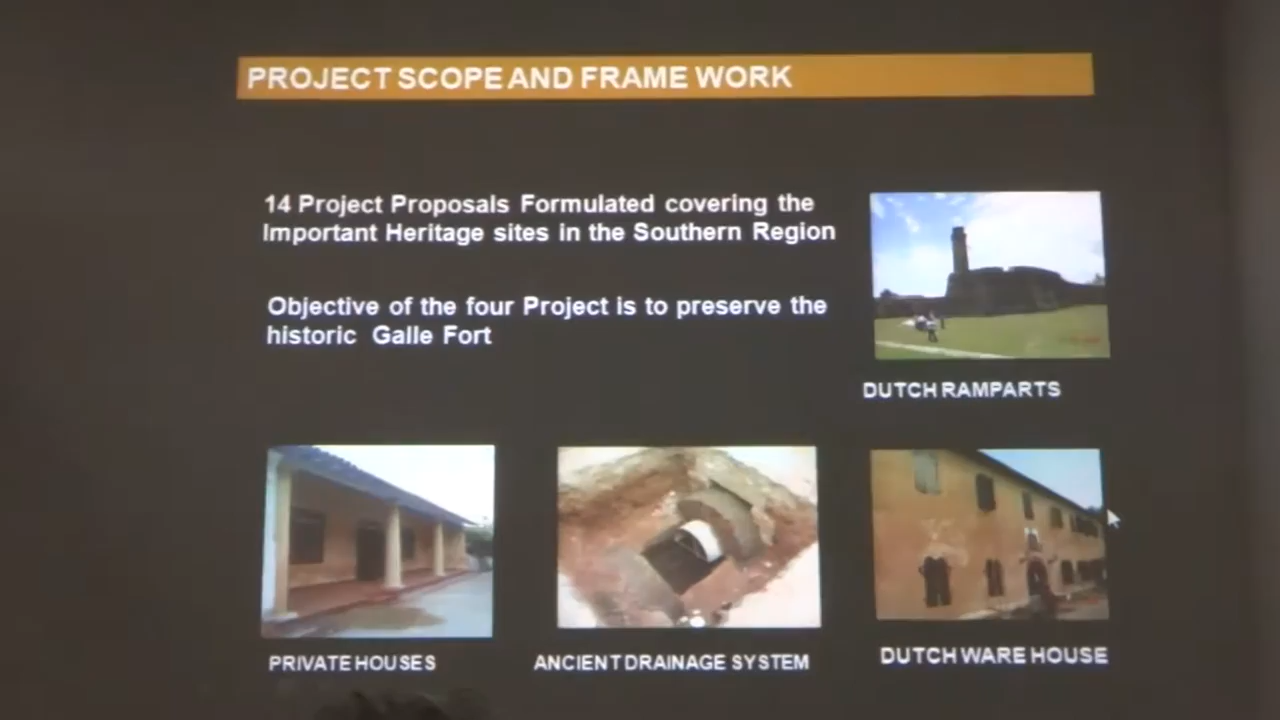 PROJECT SCOPE AND FRAME WORK
14 Project Proposals Formulated covering the
Important Heritage sites in the Southern Region
Objective of the four Project is to preserve the
historic Galle Fort
DUTCH RAMPARTS
PRIVATE HOUSES
ANCIENT DRAINAGE SYSTEM
DUTCH WARE HOUSE